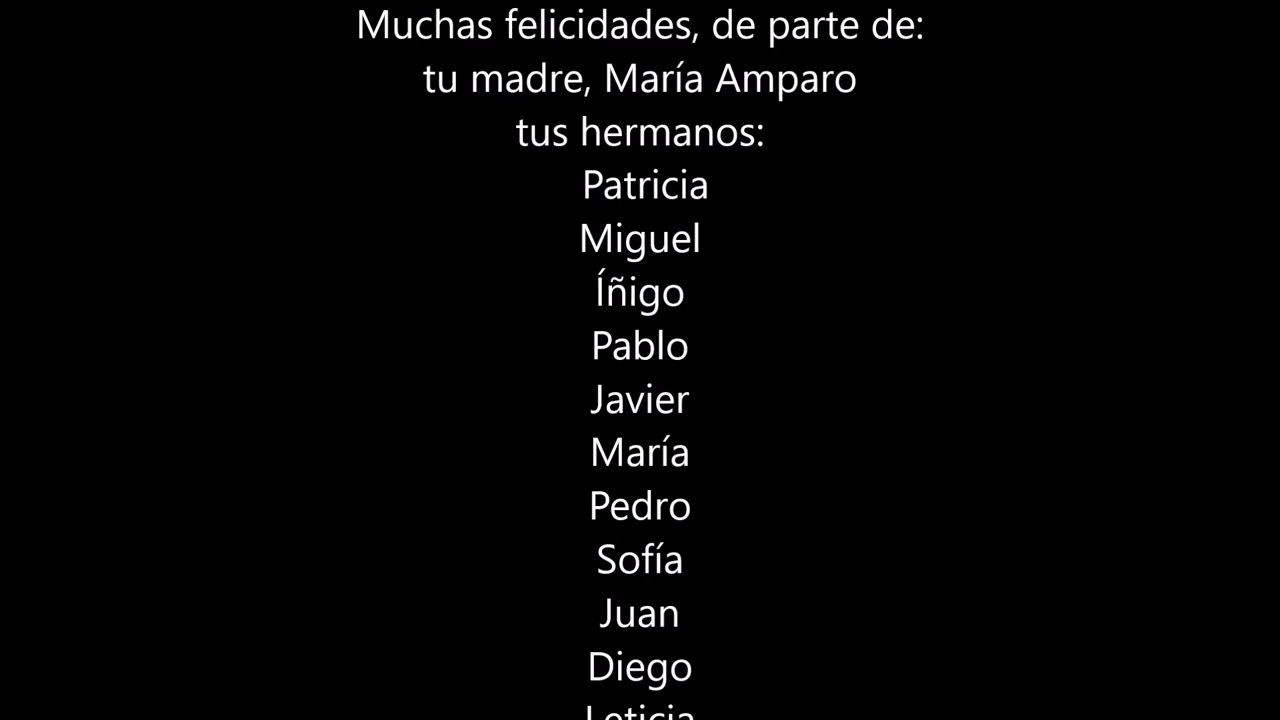 Muchas felicidades, de parte de:
tu madre, María Amparo
tus hermanos:
Patricia
Miguel
Íñigo
Pablo
Javier
María
Pedro
Sofía
Juan
Diego
Leticia